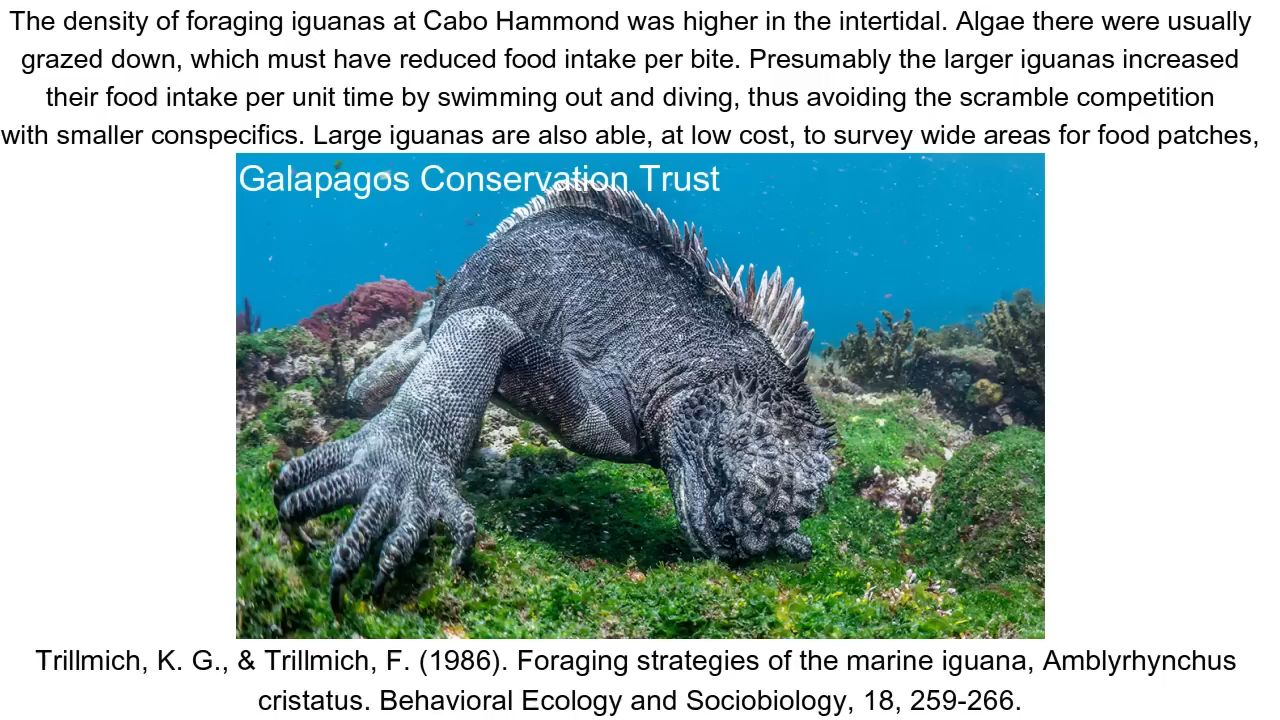 The density of foraging iguanas at Cabo Hammond was higher in the intertidal. Algae there were usually
grazed down, which must have reduced food intake per bite. Presumably the larger iguanas increased
their food intake per unit time by swimming out and diving, thus avoiding the scramble competition
with smaller conspecifics. Large iguanas are also able, at low cost, to survey wide areas for food patches,
Galapagos Conservation Trust
Trillmich, K. G., & Trillmich, F. (1986). Foraging strategies of the marine iguana, Amblyrhynchus
cristatus. Behavioral Ecology and Sociobiology, 18, 259-266.